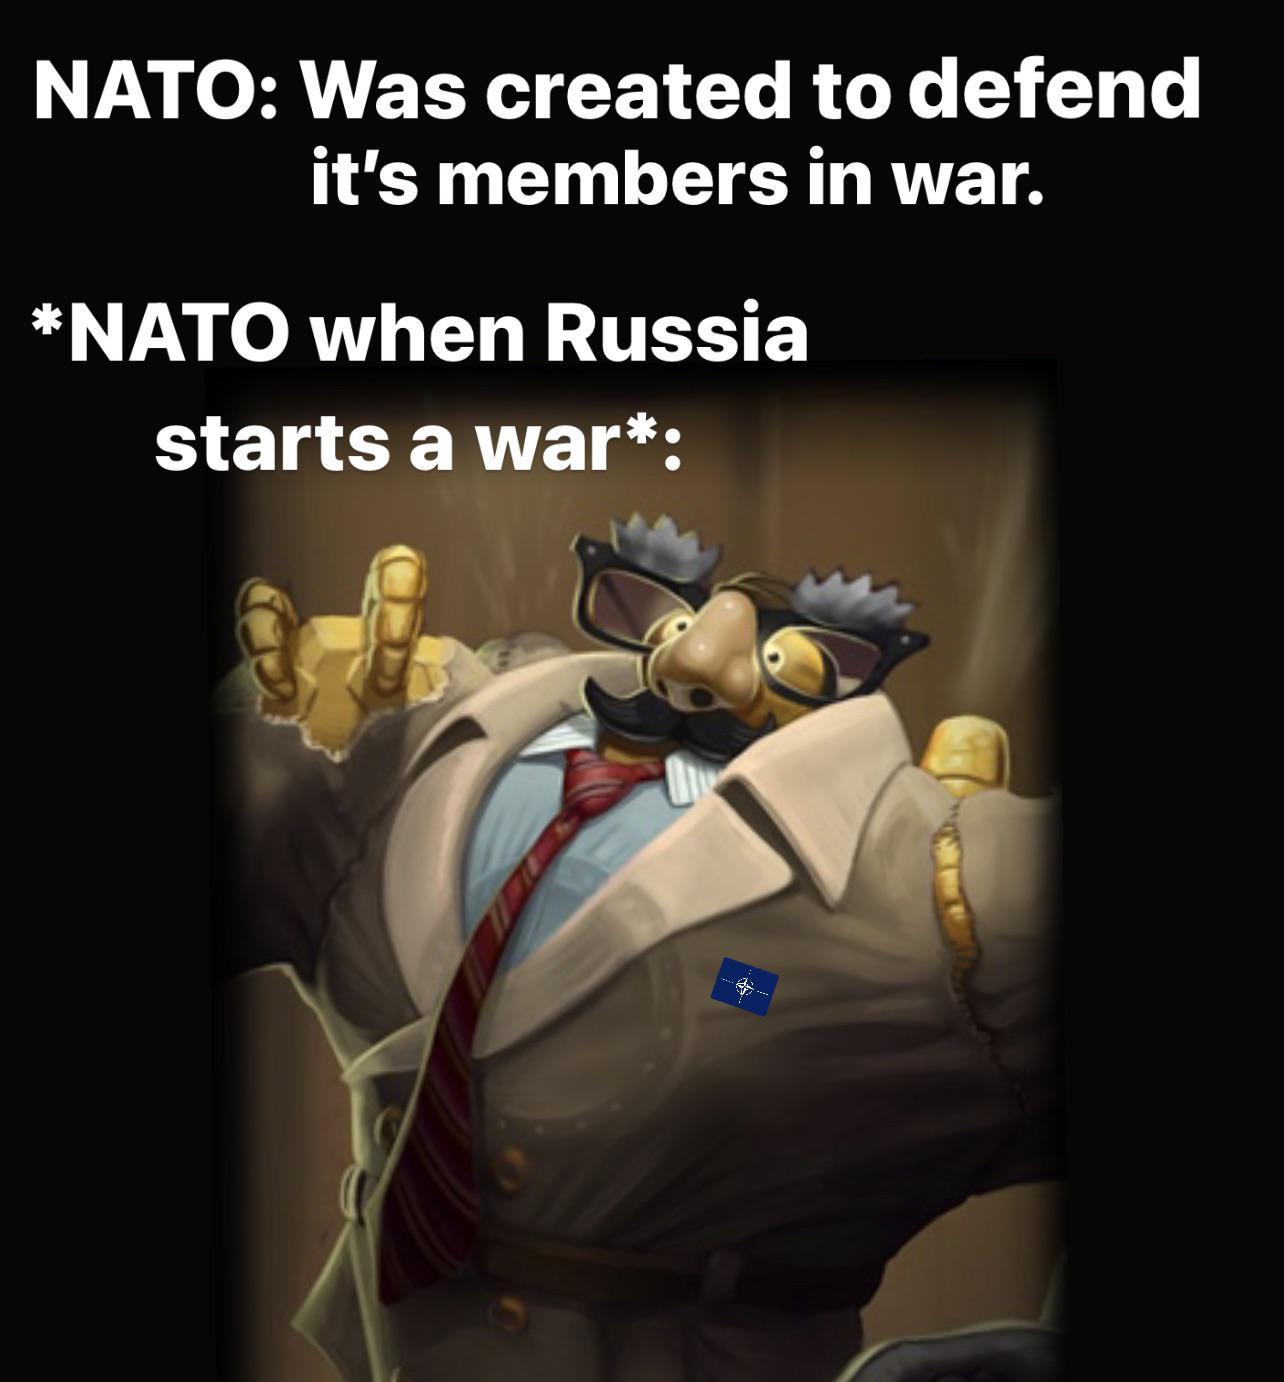 NATO: Was created to defend
it’s members in war.
*NATO when Russia
starts a war*: